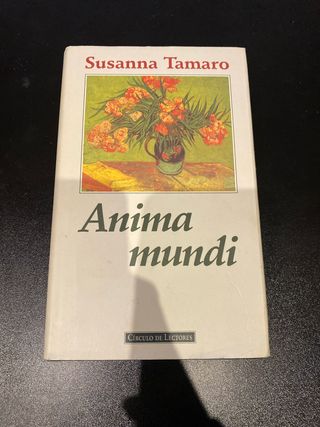 Susanna Tamaro
Anima
mundi
CÍRCULO DE LECTORES